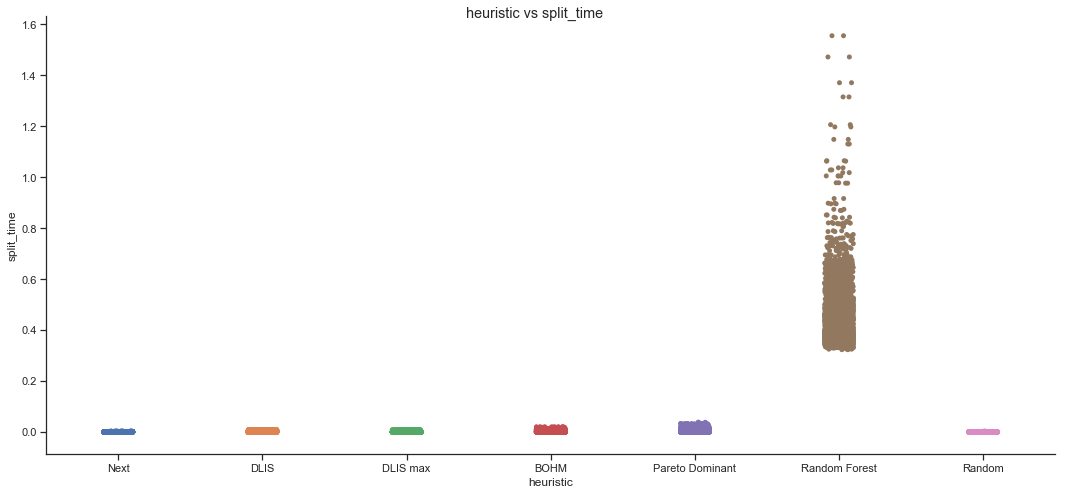 heuristic vs split_time
1.6
1.4
1.2
1.0
0.8
0.6
0.4
0.2
0.0
split_time
Next DLIS DLIS max BOHM Pareto Dominant Random Forest Random
heuristic